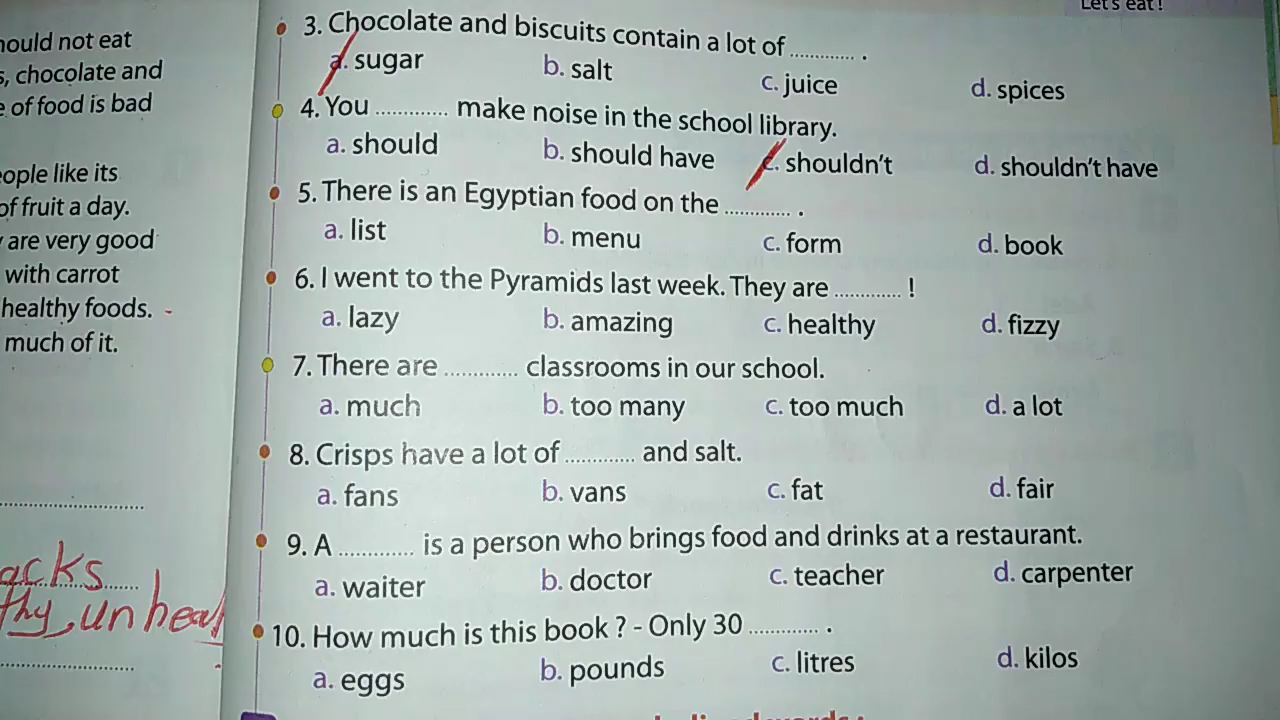 Let's eat!
hould not eat
s, chocolate and
e of food is bad
eople like its
of fruit a day.
y are very good
with carrot
healthy foods. -
much of it.
acks
thy, unheal
3. Chocolate and biscuits contain a lot of ............. .
a. sugar b. salt c. juice d. spices
4. You ............. make noise in the school library.
a. should b. should have c. shouldn't d. shouldn't have
5. There is an Egyptian food on the ............. .
a. list b. menu c. form d. book
6. I went to the Pyramids last week. They are ............. !
a. lazy b. amazing c. healthy d. fizzy
7. There are ............. classrooms in our school.
a. much b. too many c. too much d. a lot
8. Crisps have a lot of ............. and salt.
a. fans b. vans c. fat d. fair
9. A ............. is a person who brings food and drinks at a restaurant.
a. waiter b. doctor c. teacher d. carpenter
10. How much is this book ? - Only 30 ............. .
a. eggs b. pounds c. litres d. kilos